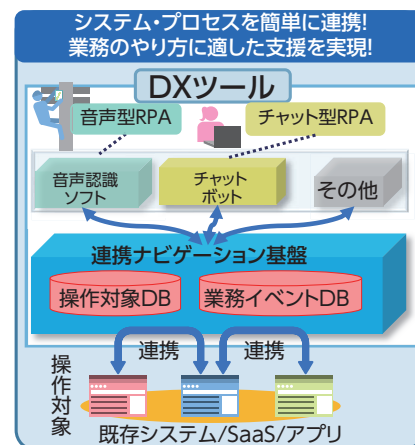 システム・プロセスを簡単に連携!
業務のやり方に適した支援を実現!
DXツール
音声型RPA
チャット型RPA
音声認識
ソフト
チャット
ボット
その他
連携ナビゲーション基盤
操作対象DB
業務イベントDB
連携
連携
操作対象
既存システム/SaaS/アプリ